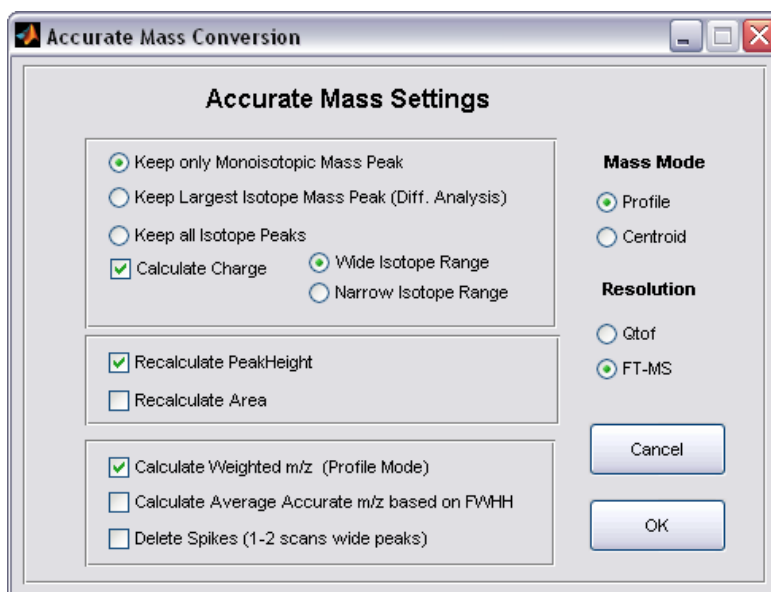 Accurate Mass Conversion
Accurate Mass Settings
Keep only Monoisotopic Mass Peak
Keep Largest Isotope Mass Peak (Diff. Analysis)
Keep all Isotope Peaks
Calculate Charge
Wide Isotope Range
Narrow Isotope Range
Recalculate PeakHeight
Recalculate Area
Calculate Weighted m/z (Profile Mode)
Calculate Average Accurate m/z based on FWHH
Delete Spikes (1-2 scans wide peaks)
Mass Mode
Profile
Centroid
Resolution
Qtof
FT-MS
Cancel
OK